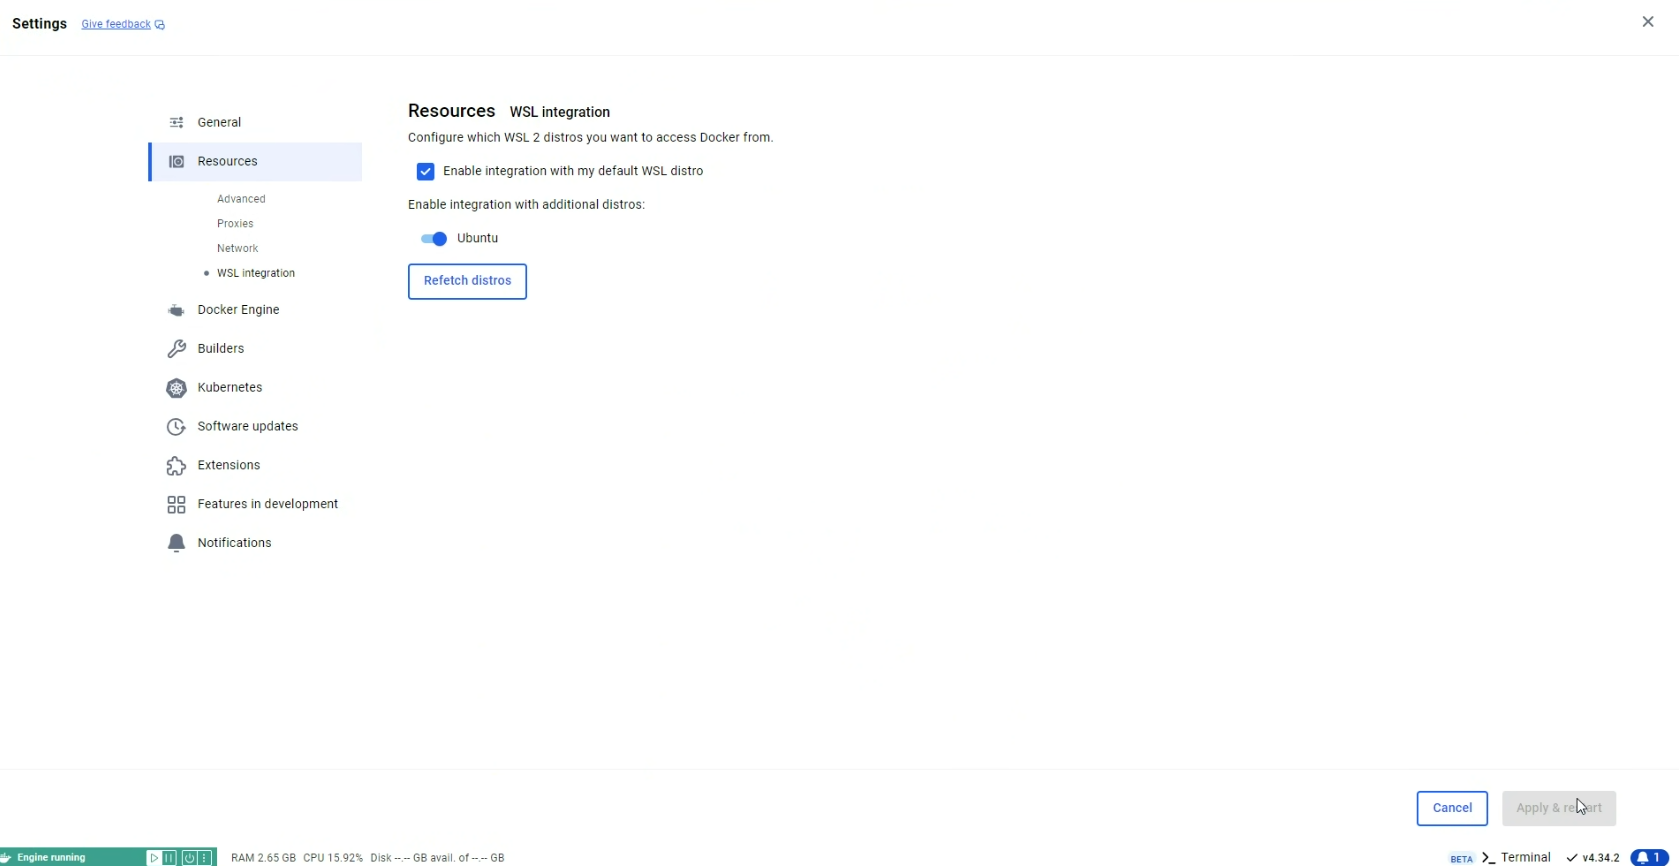 Settings Give feedback
General
Resources
Advanced
Proxies
Network
WSL integration
Docker Engine
Builders
Kubernetes
Software updates
Extensions
Features in development
Notifications
Resources WSL integration
Configure which WSL 2 distros you want to access Docker from.
Enable integration with my default WSL distro
Enable integration with additional distros:
Ubuntu
Refetch distros
Cancel Apply & restart
Engine running RAM 2.65 GB CPU 15.92% Disk --.-- GB avail. of --.-- GB BETA Terminal v4.34.2 1